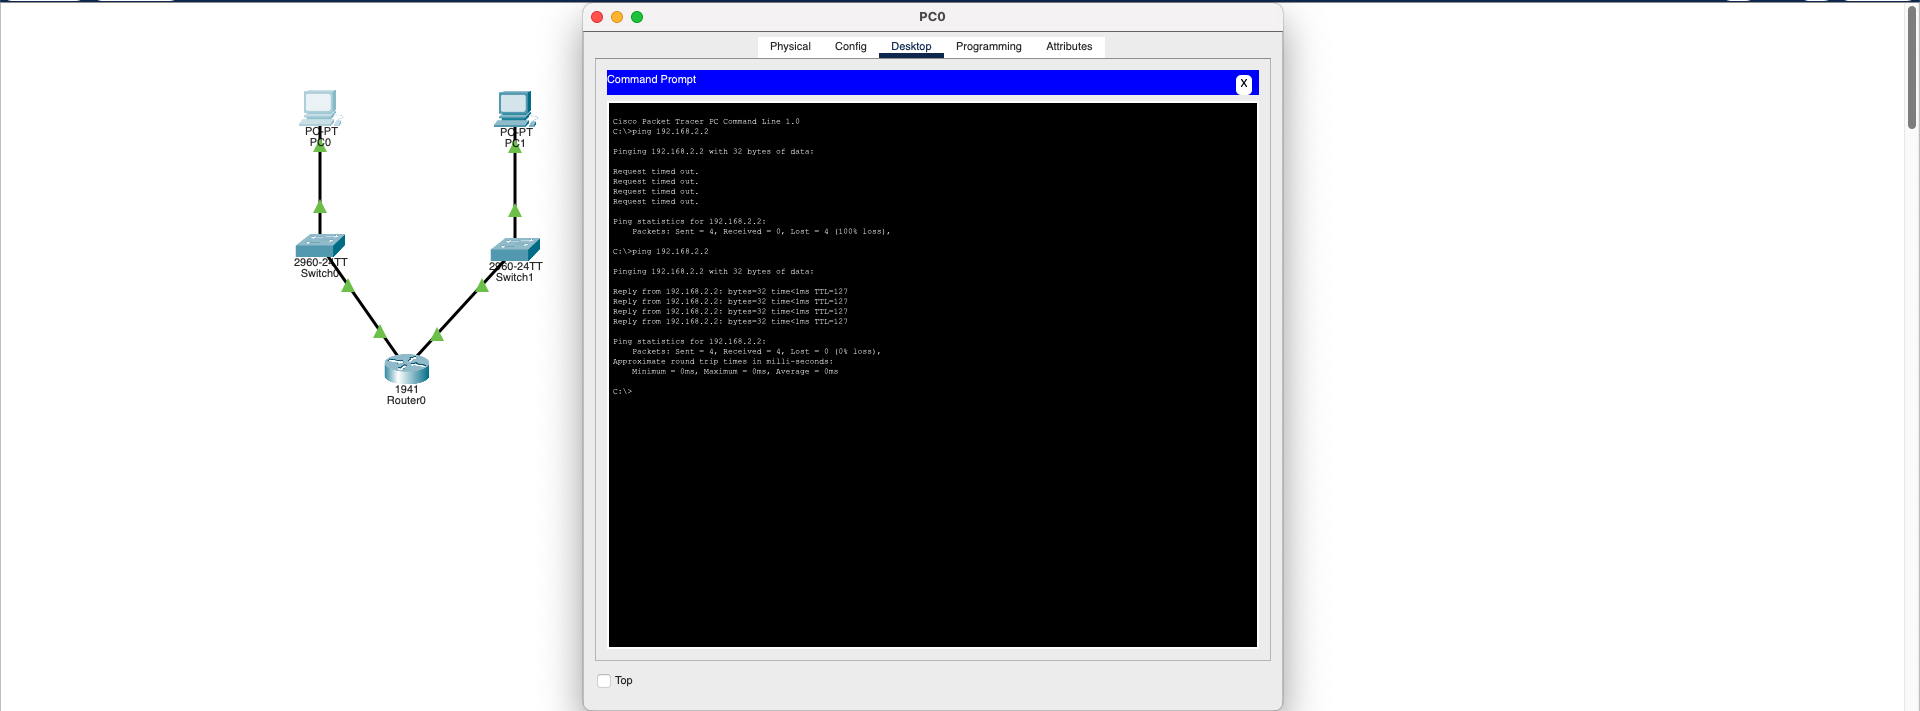 PC0
Physical
Config
Desktop
Programming
Attributes
Command Prompt
X
Cisco Packet Tracer PC Command Line 1.0
C:\>ping 192.168.2.2
Pinging 192.168.2.2 with 32 bytes of data:
Request timed out.
Request timed out.
Request timed out.
Request timed out.
Ping statistics for 192.168.2.2:
Packets: Sent = 4, Received = 0, Lost = 4 (100% loss),
C:\>ping 192.168.2.2
Pinging 192.168.2.2 with 32 bytes of data:
Reply from 192.168.2.2: bytes=32 time<1ms TTL=127
Reply from 192.168.2.2: bytes=32 time<1ms TTL=127
Reply from 192.168.2.2: bytes=32 time<1ms TTL=127
Reply from 192.168.2.2: bytes=32 time<1ms TTL=127
Ping statistics for 192.168.2.2:
Packets: Sent = 4, Received = 4, Lost = 0 (0% loss),
Approximate round trip times in milli-seconds:
Minimum = 0ms, Maximum = 0ms, Average = 0ms
C:\>
Top
PC-PT
PC0
PC-PT
PC1
2960-24TT
Switch0
2960-24TT
Switch1
1941
Router0